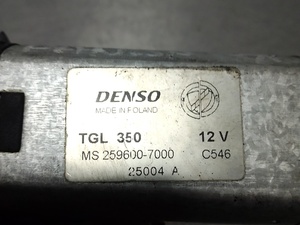 DENSO
MADE IN POLAND
TGL 350 12 V
MS 259600-7000 C546
25004 A